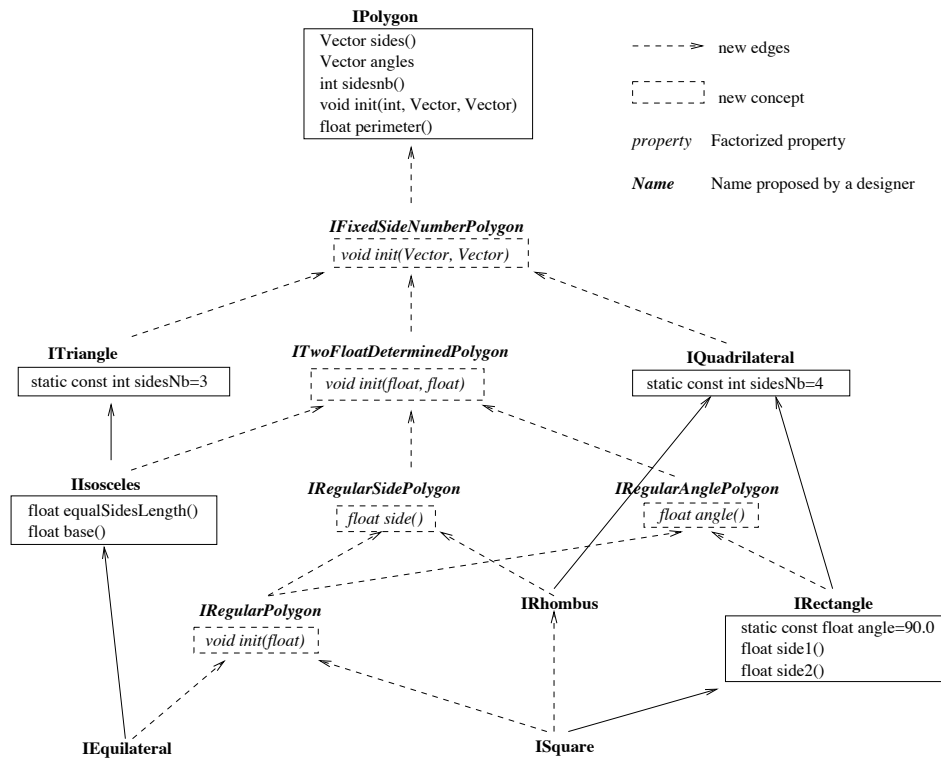 IPolygon
Vector sides()
Vector angles
int sidesnb()
void init(int, Vector, Vector)
float perimeter()
new edges
new concept
property Factorized property
Name Name proposed by a designer
IFixedSideNumberPolygon
void init(Vector, Vector)
ITriangle
static const int sidesNb=3
ITwoFloatDeterminedPolygon
void init(float, float)
IQuadrilateral
static const int sidesNb=4
IIsosceles
float equalSidesLength()
float base()
IRegularSidePolygon
float side()
IRegularAnglePolygon
float angle()
IRegularPolygon
void init(float)
IRhombus
IRectangle
static const float angle=90.0
float side1()
float side2()
IEquilateral
ISquare